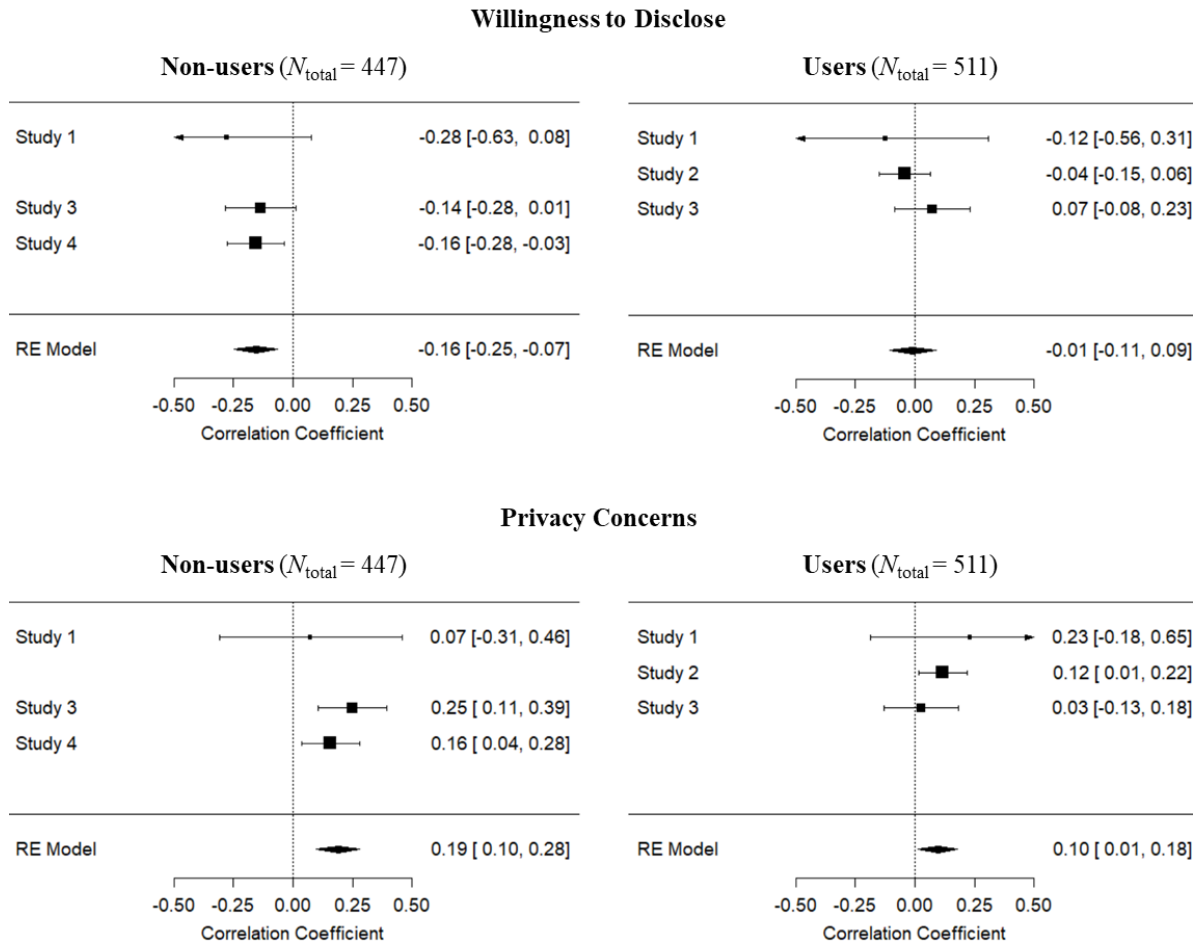 Willingness to Disclose
Non-users (Ntotal = 447)
Study 1 -0.28 [-0.63, 0.08]
Study 3 -0.14 [-0.28, 0.01]
Study 4 -0.16 [-0.28, -0.03]
RE Model -0.16 [-0.25, -0.07]
-0.50 -0.25 0.00 0.25 0.50
Correlation Coefficient
Users (Ntotal = 511)
Study 1 -0.12 [-0.56, 0.31]
Study 2 -0.04 [-0.15, 0.06]
Study 3 0.07 [-0.08, 0.23]
RE Model -0.01 [-0.11, 0.09]
-0.50 -0.25 0.00 0.25 0.50
Correlation Coefficient
Privacy Concerns
Non-users (Ntotal = 447)
Study 1 0.07 [-0.31, 0.46]
Study 3 0.25 [ 0.11, 0.39]
Study 4 0.16 [ 0.04, 0.28]
RE Model 0.19 [ 0.10, 0.28]
-0.50 -0.25 0.00 0.25 0.50
Correlation Coefficient
Users (Ntotal = 511)
Study 1 0.23 [-0.18, 0.65]
Study 2 0.12 [ 0.01, 0.22]
Study 3 0.03 [-0.13, 0.18]
RE Model 0.10 [ 0.01, 0.18]
-0.50 -0.25 0.00 0.25 0.50
Correlation Coefficient